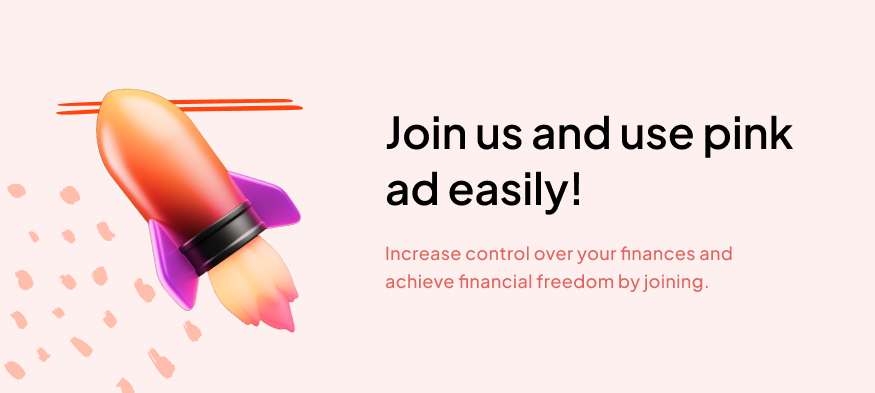 Join us and use pink
ad easily!
Increase control over your finances and
achieve financial freedom by joining.